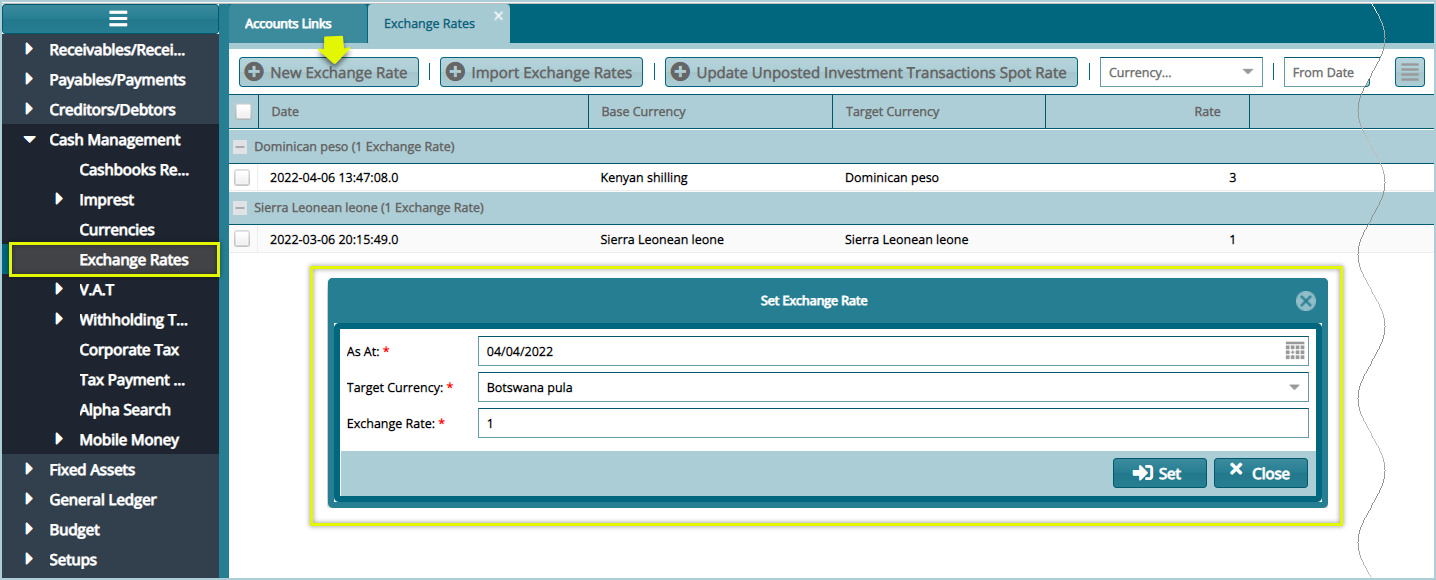 Accounts Links
Exchange Rates
Receivables/Recei...
Payables/Payments
Creditors/Debtors
Cash Management
Cashbooks Re...
Imprest
Currencies
Exchange Rates
V.A.T
Withholding T...
Corporate Tax
Tax Payment ...
Alpha Search
Mobile Money
Fixed Assets
General Ledger
Budget
Setups
New Exchange Rate | Import Exchange Rates | Update Unposted Investment Transactions Spot Rate | Currency... | From Date
Date Base Currency Target Currency Rate
Dominican peso (1 Exchange Rate)
2022-04-06 13:47:08.0 Kenyan shilling Dominican peso 3
Sierra Leonean leone (1 Exchange Rate)
2022-03-06 20:15:49.0 Sierra Leonean leone Sierra Leonean leone 1
Set Exchange Rate
As At: * 04/04/2022
Target Currency: * Botswana pula
Exchange Rate: * 1
Set Close